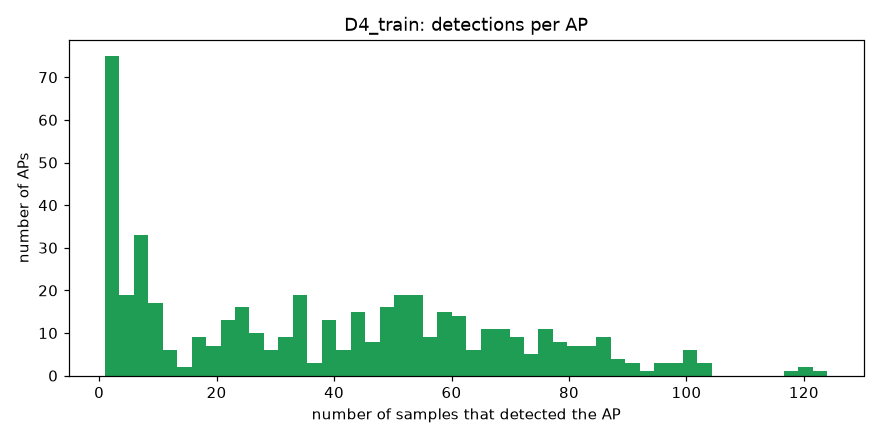 D4_train: detections per AP
number of APs
70
60
50
40
30
20
10
0
0 20 40 60 80 100 120
number of samples that detected the AP